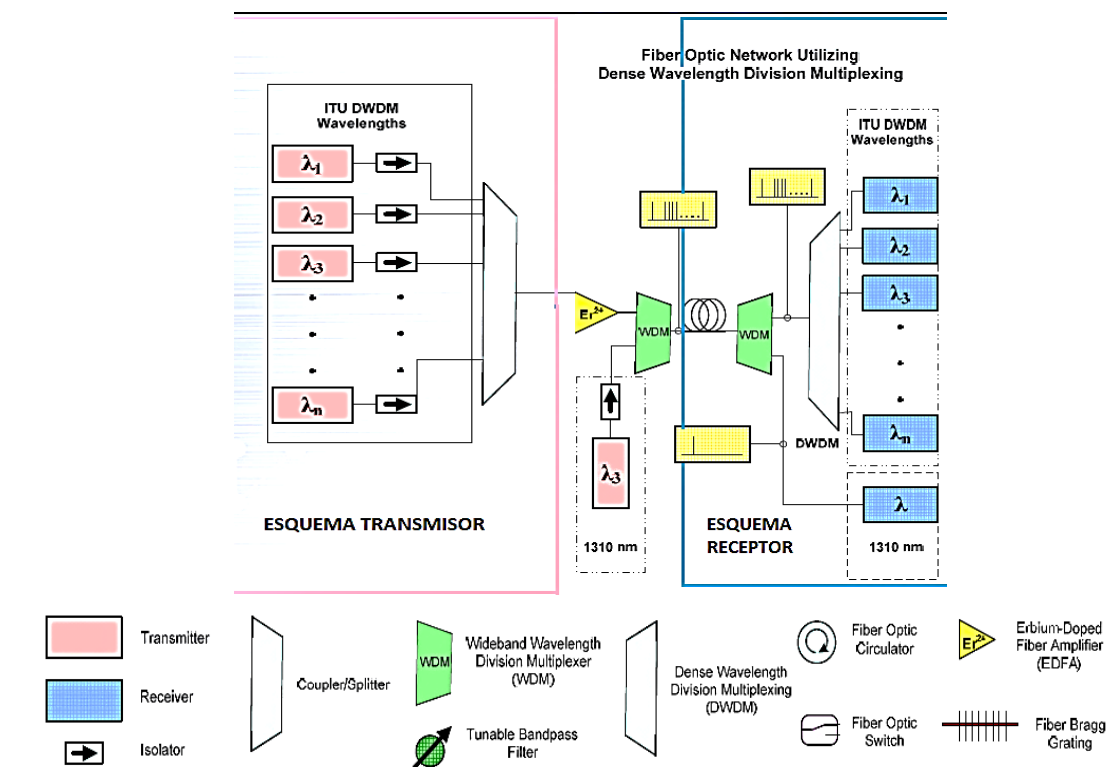 Fiber Optic Network Utilizing
Dense Wavelength Division Multiplexing
ITU DWDM
Wavelengths
λ1
λ2
λ3
λn
Er2+
WDM
WDM
λ3
1310 nm
ESQUEMA TRANSMISOR
ITU DWDM
Wavelengths
λ1
λ2
λ3
λn
DWDM
λ
1310 nm
ESQUEMA
RECEPTOR
Transmitter
Receiver
Isolator
Coupler/Splitter
WDM
Wideband Wavelength
Division Multiplexer
(WDM)
Tunable Bandpass
Filter
Dense Wavelength
Division Multiplexing
(DWDM)
Fiber Optic
Circulator
Fiber Optic
Switch
Er2+
Erbium-Doped
Fiber Amplifier
(EDFA)
Fiber Bragg
Grating